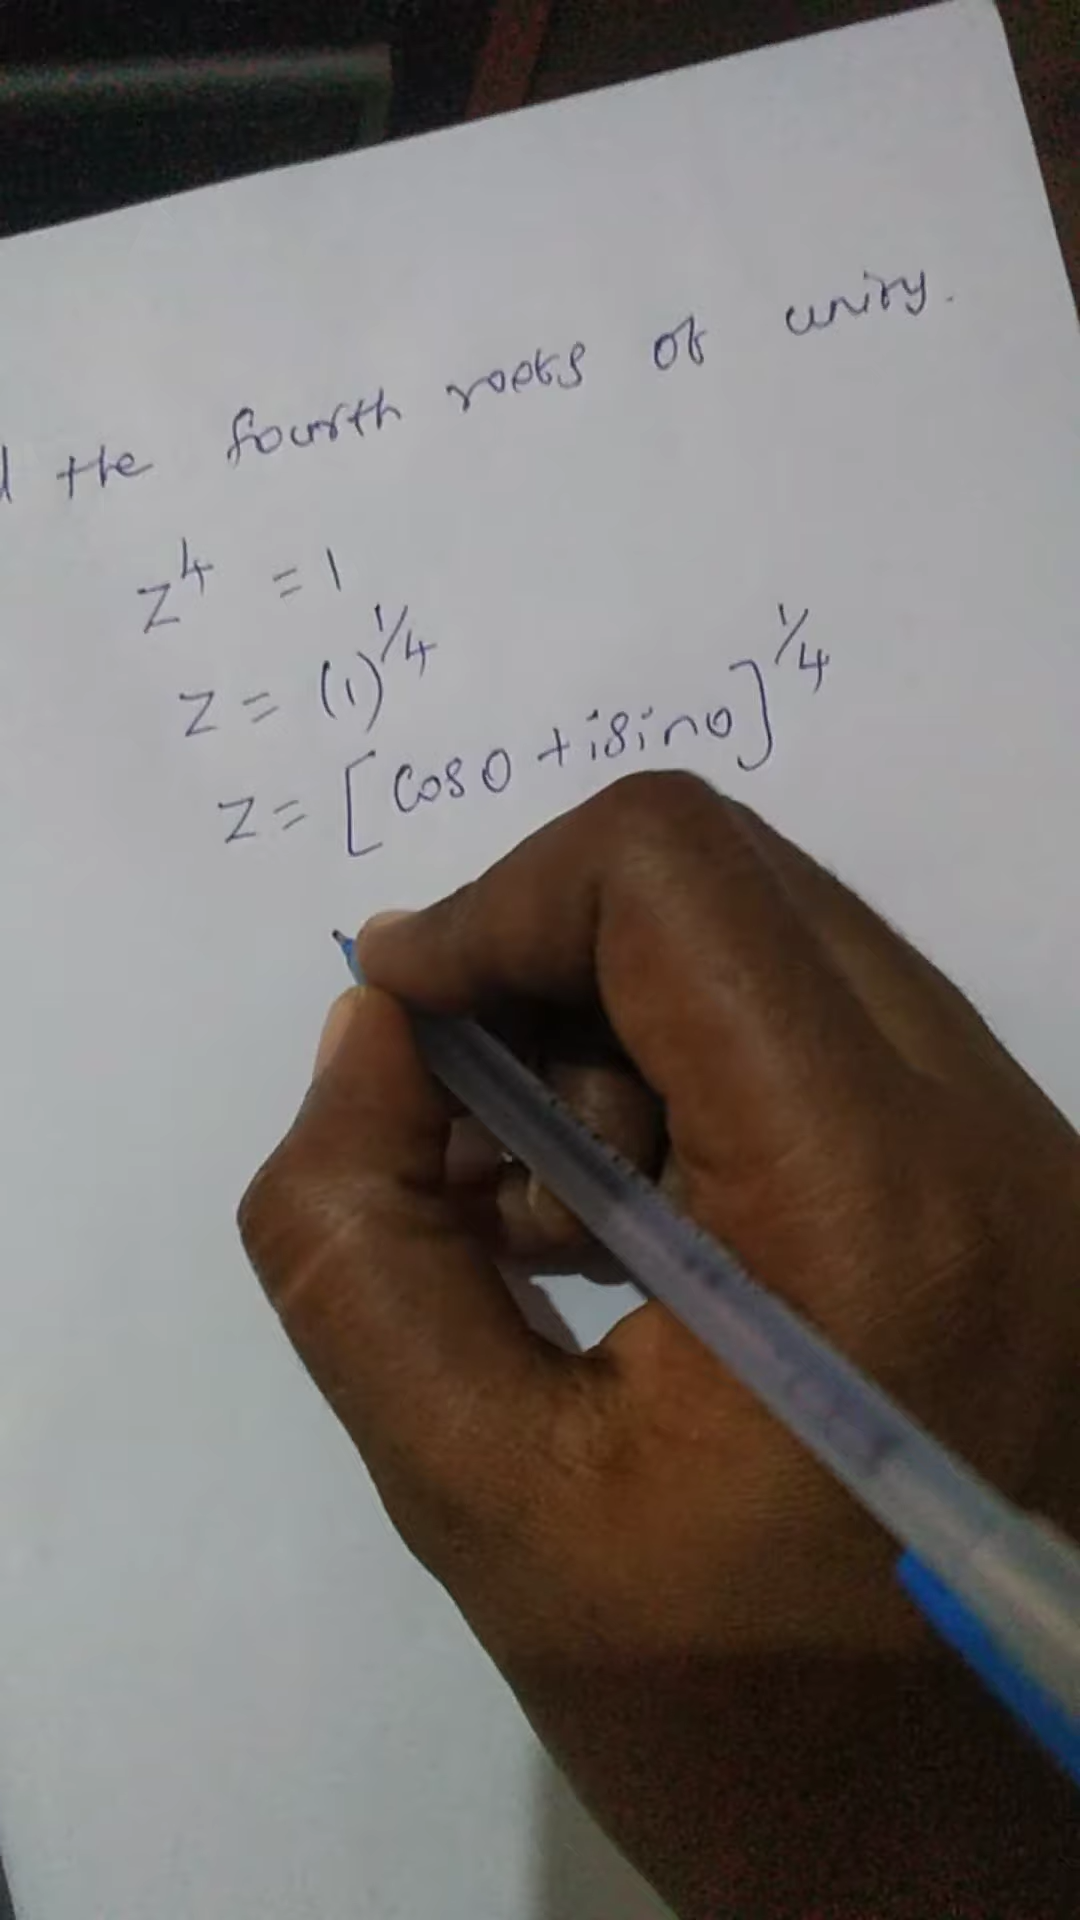 the fourth roots of unity.
z⁴ = 1
z = (1)^1/4
z = [cos 0 + i sin 0]^1/4